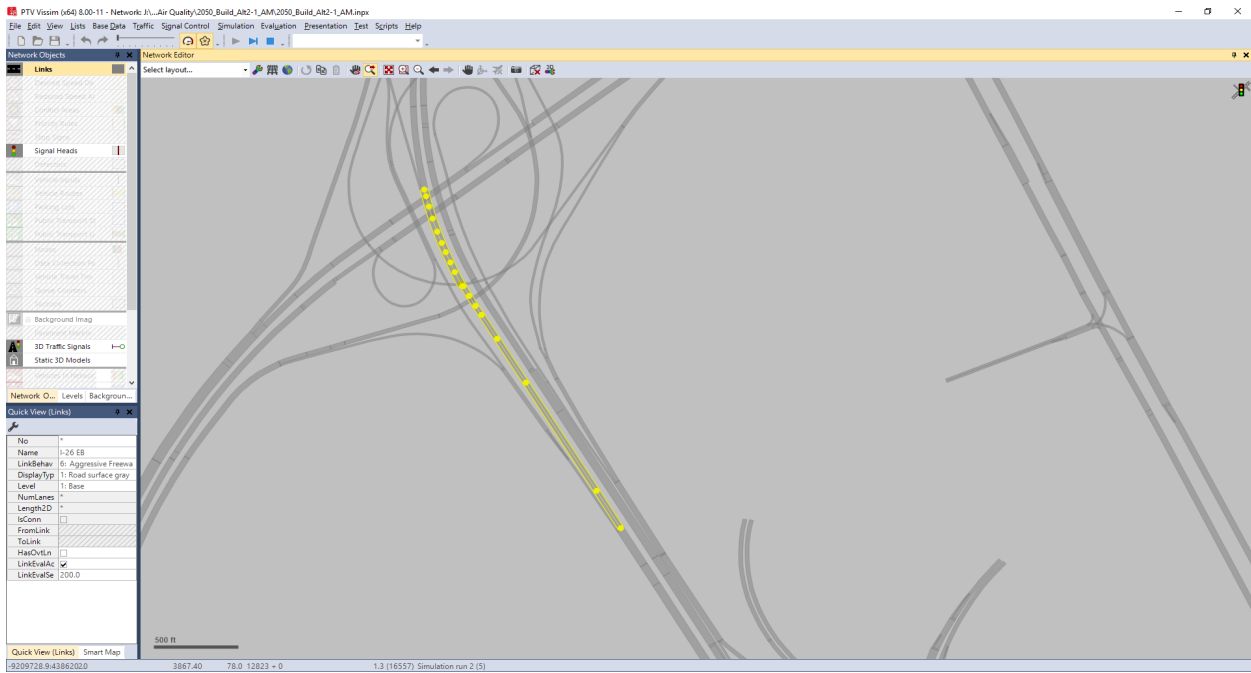 PTV Vissim (x64) 8.00-11 - Network: J:\...Air Quality\2050_Build_Alt2-1_AM\2050_Build_Alt2-1_AM.inpx
File Edit View Lists Base Data Traffic Signal Control Simulation Evaluation Presentation Test Scripts Help
Network Objects
Network Editor
Links
Select layout...
Signal Heads
Background Imag
3D Traffic Signals
Static 3D Models
Network O... Levels Backgroun...
Quick View (Links)
No *
Name I-26 EB
LinkBehav 6: Aggressive Freewa
DisplayTyp 1: Road surface gray
Level 1: Base
NumLanes *
Length2D *
IsConn
FromLink
ToLink
HasOvtLn
LinkEvalAc
LinkEvalSe 200.0
500 ft
Quick View (Links) Smart Map
-9209728.9:4386202.0 3867.40 78.0 12823 + 0 1.3 (16557) Simulation run 2 (5)